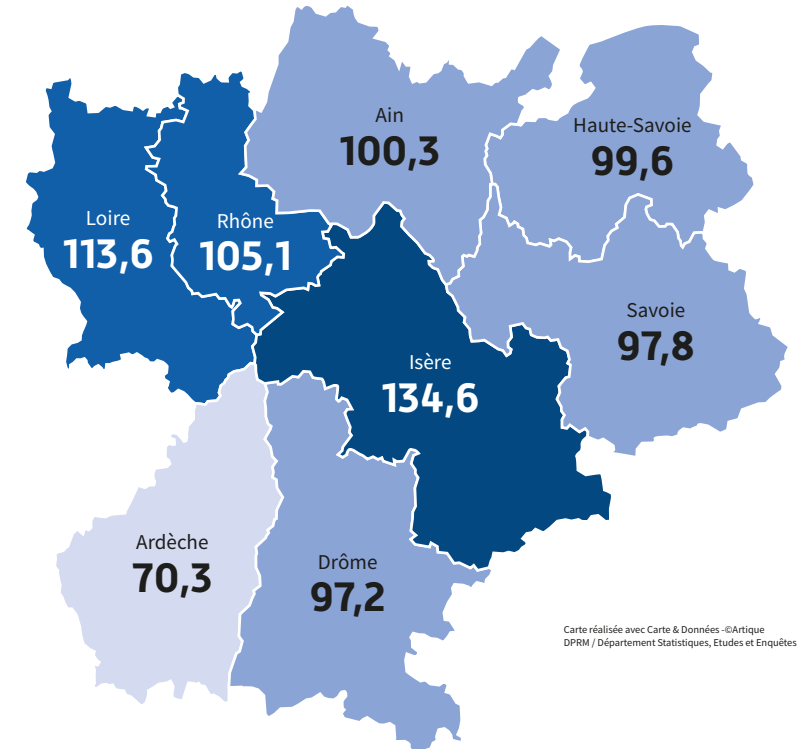 Ain
100,3
Haute-Savoie
99,6
Loire
113,6
Rhône
105,1
Savoie
97,8
Isère
134,6
Ardèche
70,3
Drôme
97,2
Carte réalisée avec Carte & Données -©Artique
DPRM / Département Statistiques, Etudes et Enquêtes